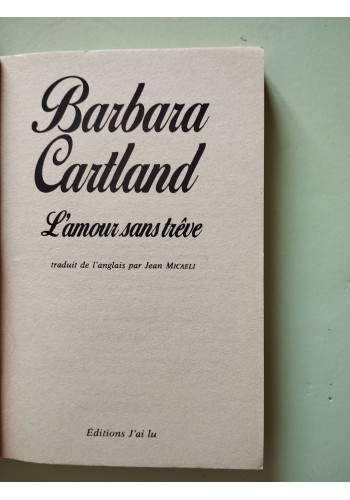 Barbara
Cartland
L'amour sans trêve
traduit de l'anglais par Jean MICAELI
Éditions J'ai lu